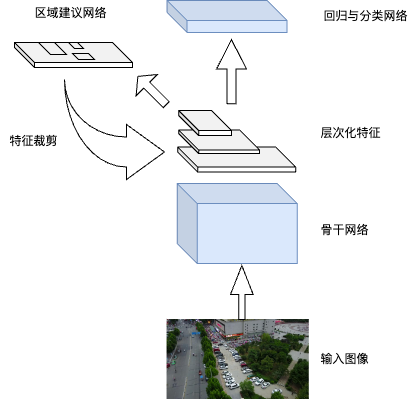 区域建议网络
回归与分类网络
特征裁剪
层次化特征
骨干网络
输入图像